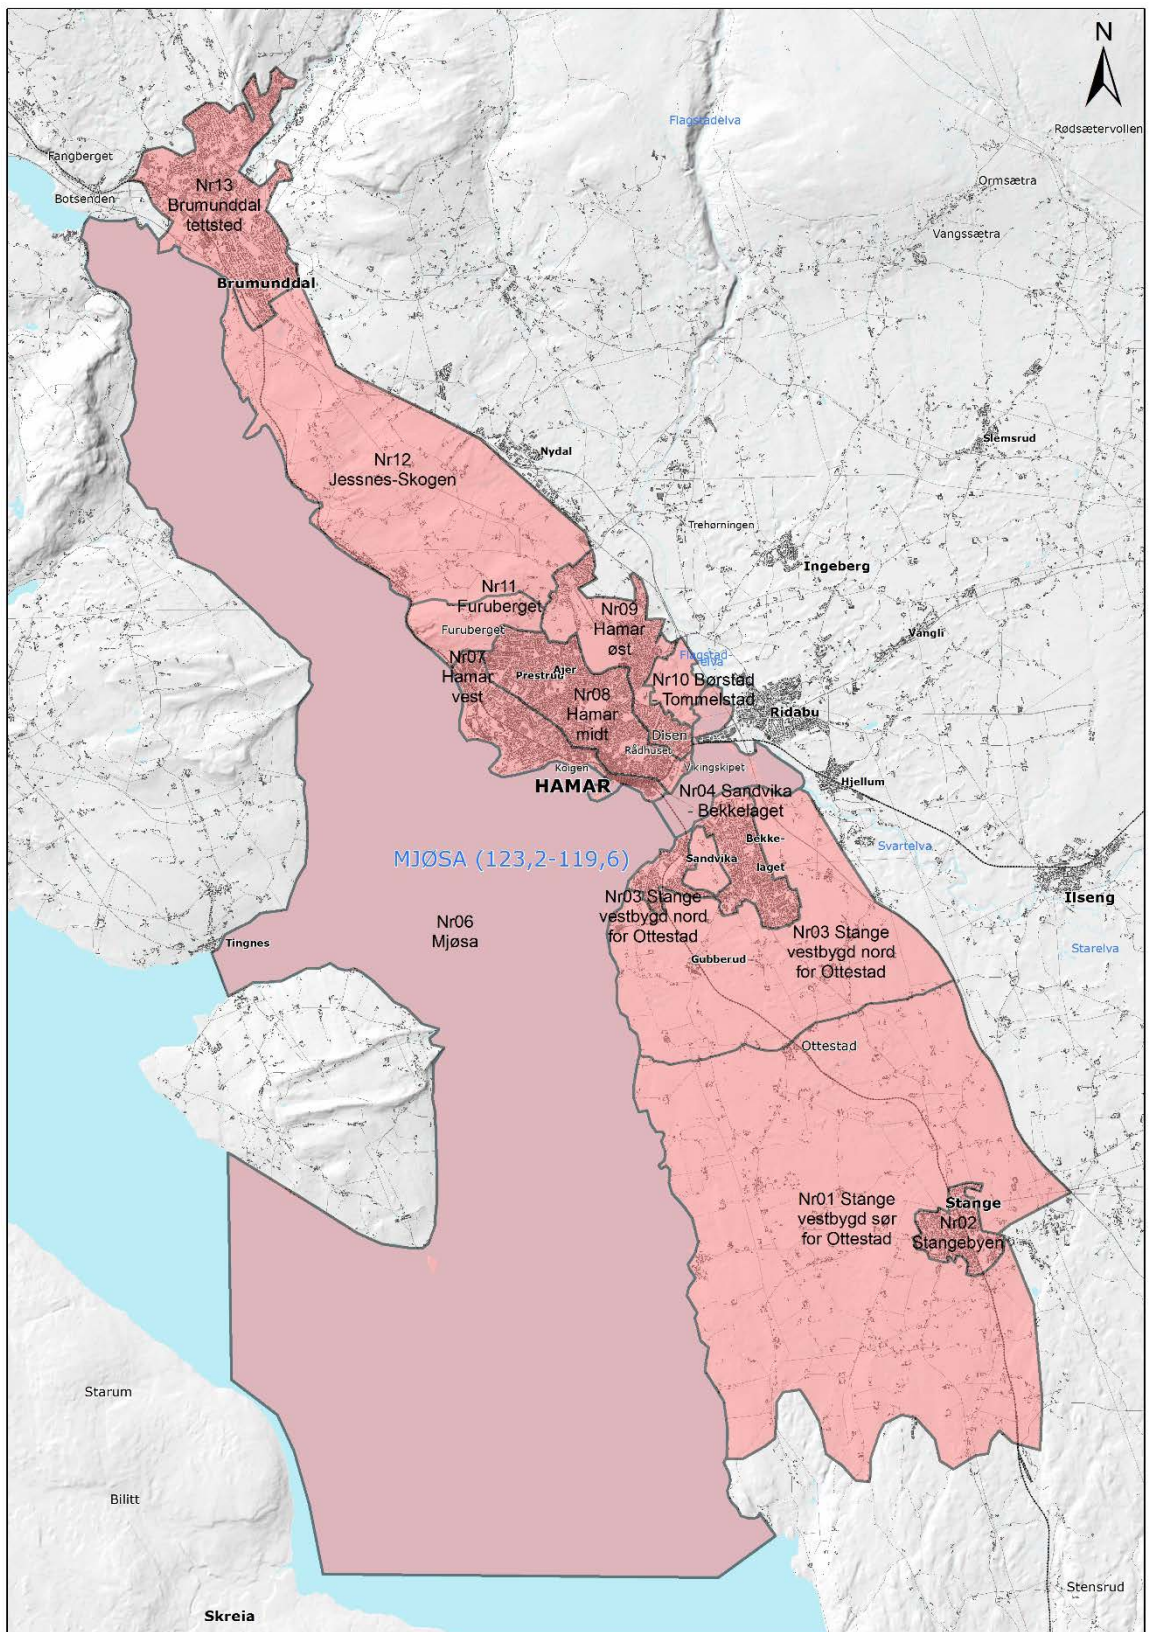 N
Flagstadelva
Rødsætervollen
Fangberget
Botsenden
Ormsætra
Nr13
Brumunddal
tettsted
Vangssætra
Brumunddal
Slemsrud
Nydal
Nr12
Jessnes-Skogen
Trehørningen
Ingeberg
Nr11
Furuberget
Nr09
Hamar
øst
Furuberget
Vangli
Flagstad-
elva
Nr07
Hamar
vest
Ajer
Prestrud
Nr10 Børstad
- Tommelstad
Nr08
Hamar
midt
Ridabu
Disen
Rådhuset
Koigen
Vikingskipet
HAMAR
Hjellum
Nr04 Sandvika
- Bekkelaget
Bekke-
laget
Svartelva
MJØSA (123,2-119,6)
Sandvika
Ilseng
Nr03 Stange
vestbygd nord
for Ottestad
Nr06
Mjøsa
Nr03 Stange
vestbygd nord
for Ottestad
Tingnes
Starelva
Gubberud
Ottestad
Nr01 Stange
vestbygd sør
for Ottestad
Stange
Nr02
Stangebyen
Starum
Bilitt
Stensrud
Skreia